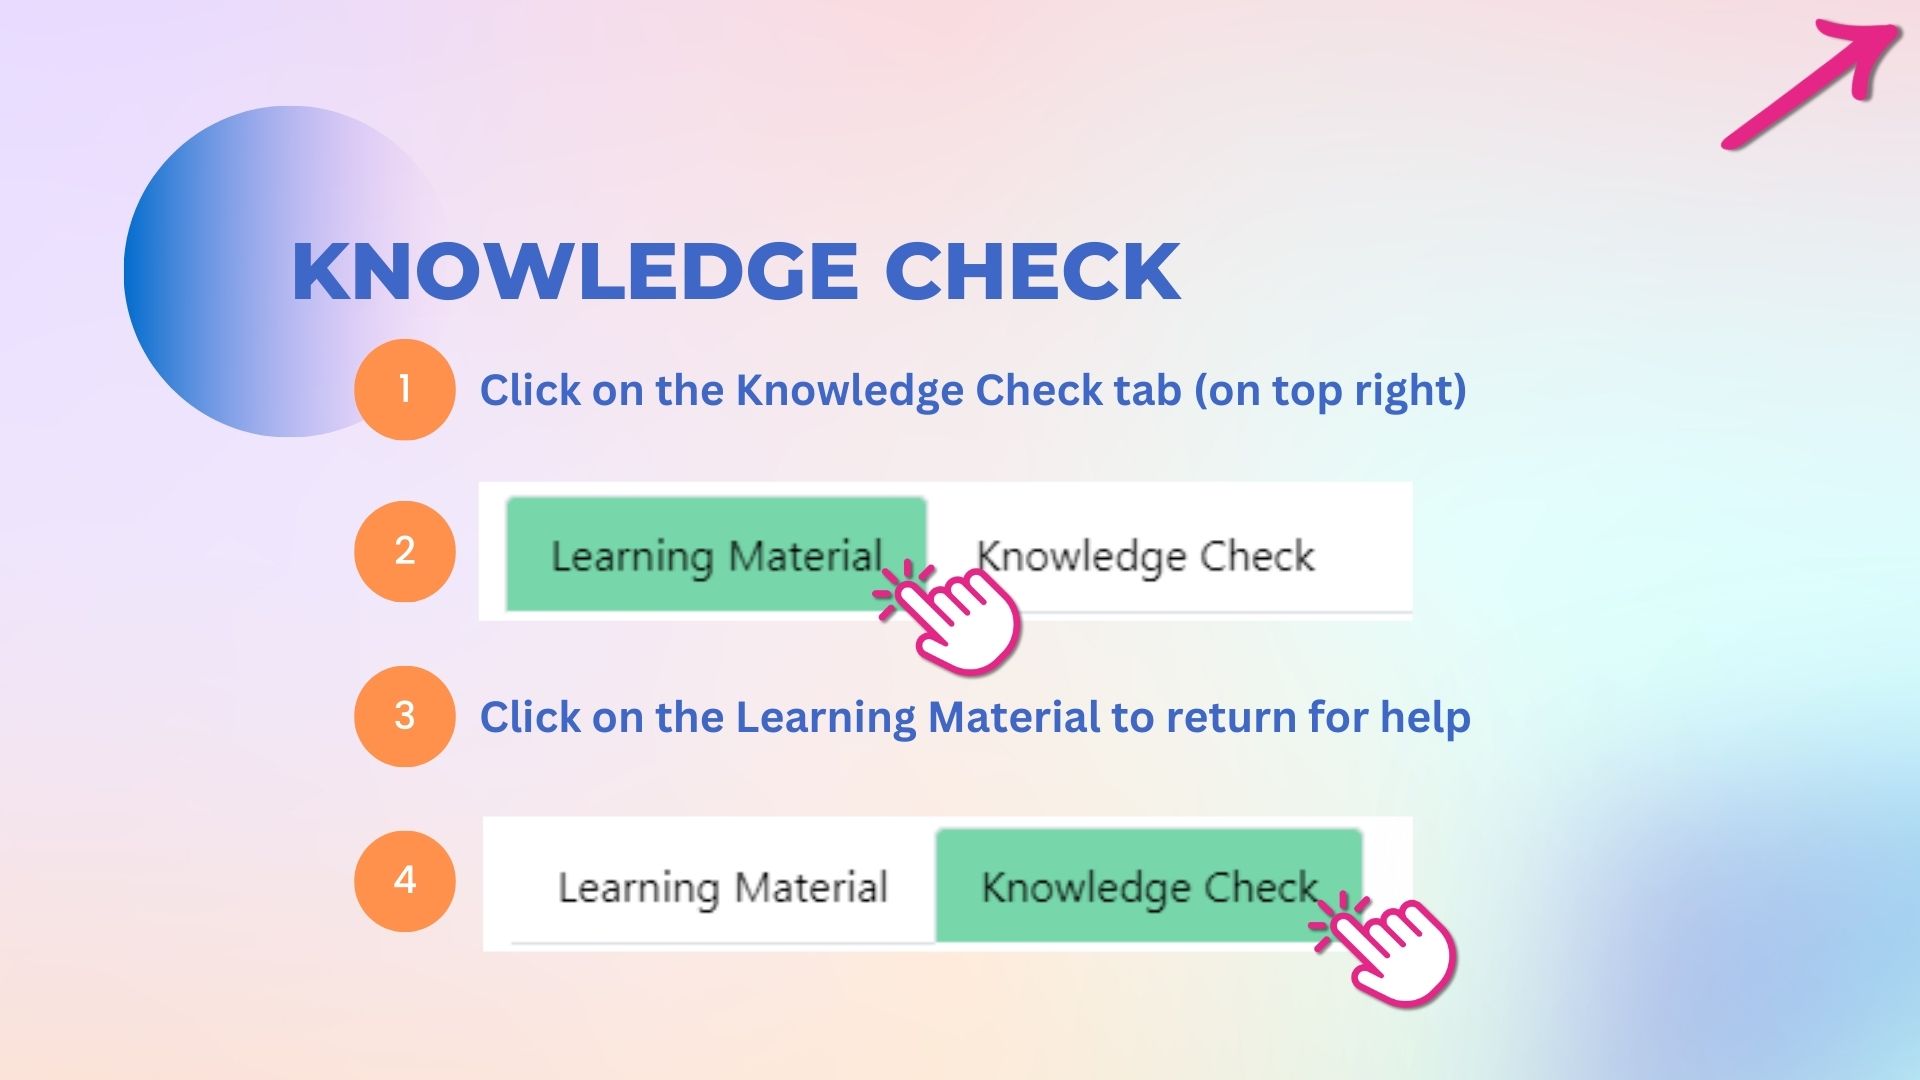 KNOWLEDGE CHECK
1 Click on the Knowledge Check tab (on top right)
2 Learning Material Knowledge Check
3 Click on the Learning Material to return for help
4 Learning Material Knowledge Check